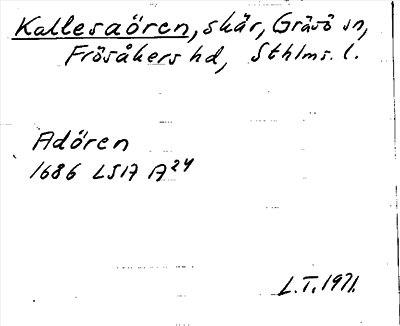 Kallesaören, skär, Gräsö sn,
Frösåkers hd, Sthlms. l.
Adören
1686 LS17 A24
L.T. 1971.